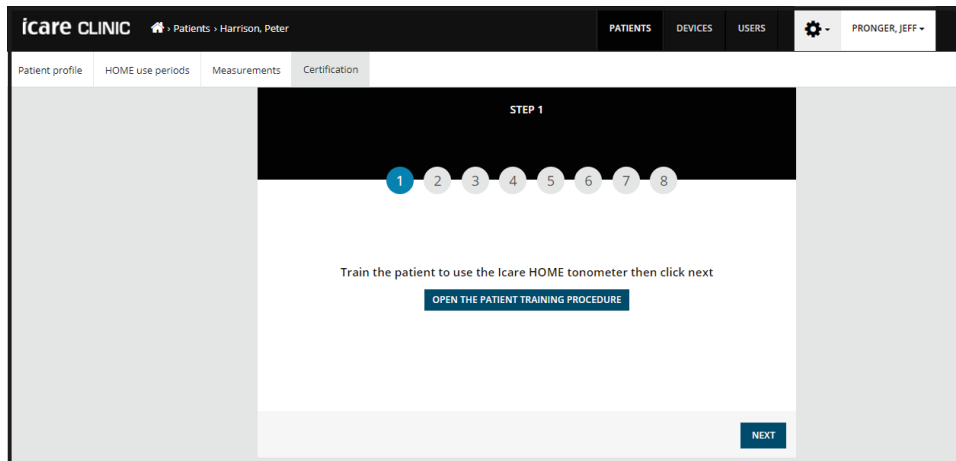 icare CLINIC › Patients › Harrison, Peter PATIENTS DEVICES USERS PRONGER, JEFF
Patient profile HOME use periods Measurements Certification
STEP 1
1 2 3 4 5 6 7 8
Train the patient to use the Icare HOME tonometer then click next
OPEN THE PATIENT TRAINING PROCEDURE
NEXT